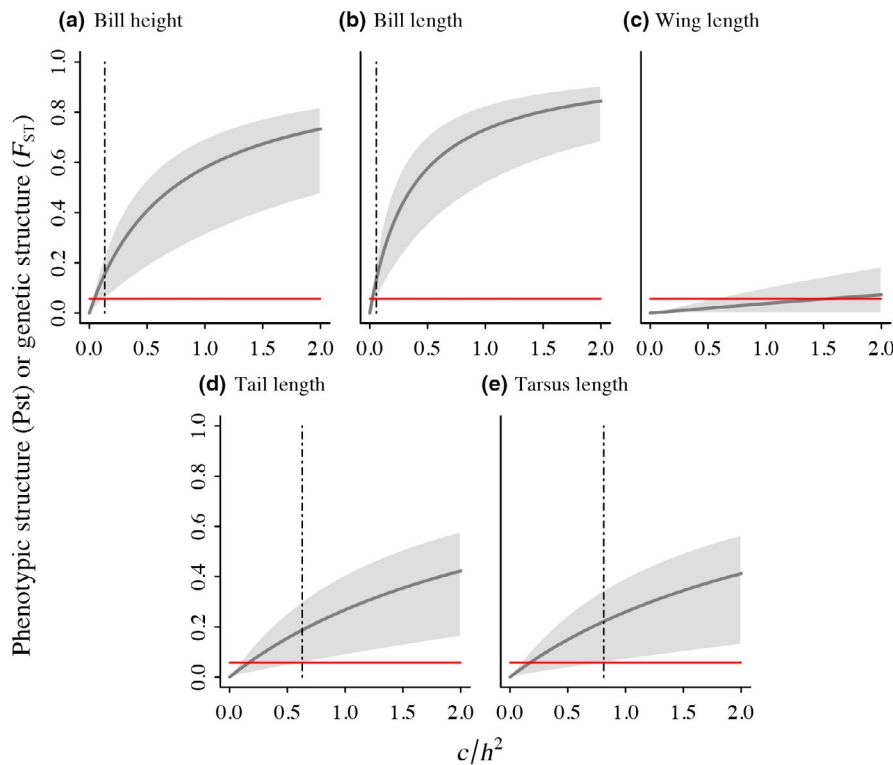 (a) Bill height
(b) Bill length
(c) Wing length
Phenotypic structure (Pst) or genetic structure (F_ST)
0.0 0.2 0.4 0.6 0.8 1.0
0.0 0.5 1.0 1.5 2.0
0.0 0.5 1.0 1.5 2.0
0.0 0.5 1.0 1.5 2.0
(d) Tail length
(e) Tarsus length
0.0 0.2 0.4 0.6 0.8 1.0
0.0 0.5 1.0 1.5 2.0
0.0 0.5 1.0 1.5 2.0
c/h²